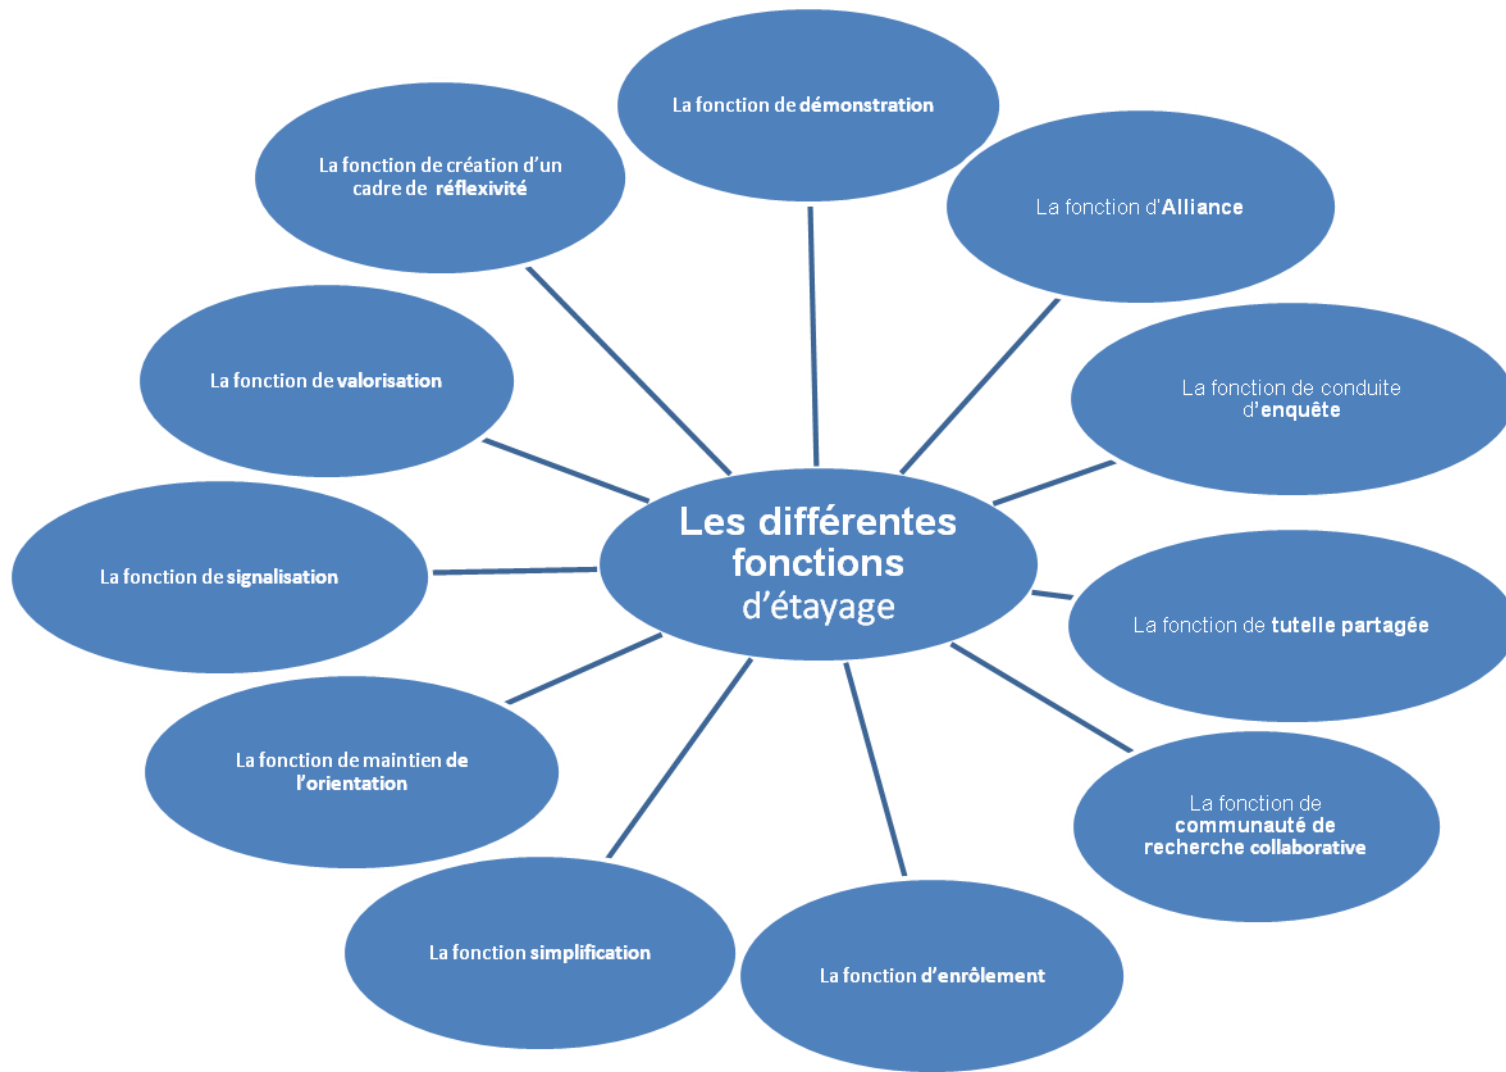 La fonction de démonstration
La fonction d'Alliance
La fonction de conduite
d'enquête
La fonction de tutelle partagée
La fonction de
communauté de
recherche collaborative
La fonction d'enrôlement
La fonction simplification
La fonction de maintien de
l'orientation
La fonction de signalisation
La fonction de valorisation
La fonction de création d'un
cadre de réflexivité
Les différentes
fonctions
d'étayage